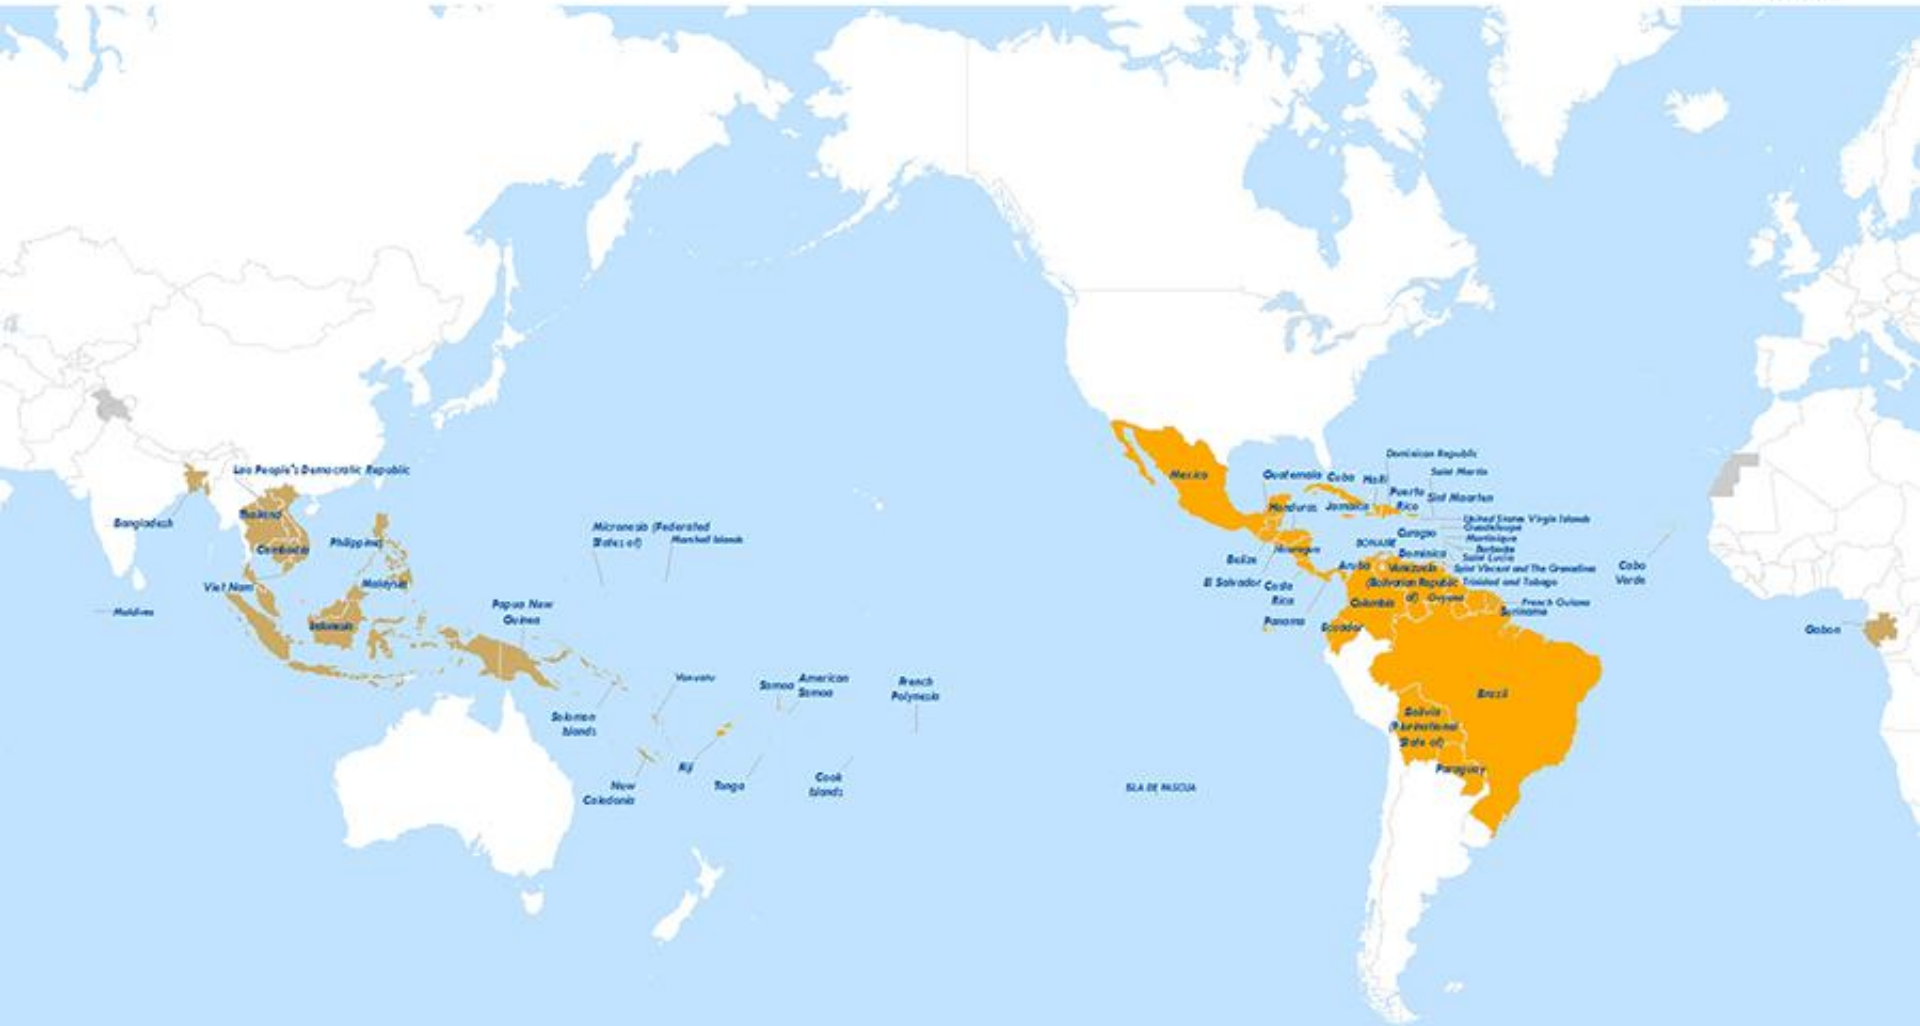 Lao People's Democratic Republic
Thailand
Bangladesh
Cambodia
Philippines
Viet Nam
Malaysia
Maldives
Indonesia
Papua New
Guinea
Micronesia (Federated
States of)
Marshall Islands
Solomon
Islands
Vanuatu
Samoa
American
Samoa
French
Polynesia
New
Caledonia
Fiji
Tonga
Cook
Islands
ISLA DE PASCUA
Mexico
Guatemala
Cuba
Haiti
Dominican Republic
Saint Martin
Puerto
Rico
Sint Maarten
Honduras
Jamaica
United States Virgin Islands
Guadeloupe
Martinique
Barbados
Saint Lucia
Curaçao
BONAIRE
Dominica
Nicaragua
Belize
Aruba
Venezuela
(Bolivarian Republic
of)
Saint Vincent and The Grenadines
Trinidad and Tobago
El Salvador
Costa
Rica
Colombia
Guyana
French Guiana
Suriname
Panama
Ecuador
Brazil
Bolivia
(Plurinational
State of)
Paraguay
Cabo
Verde
Gabon